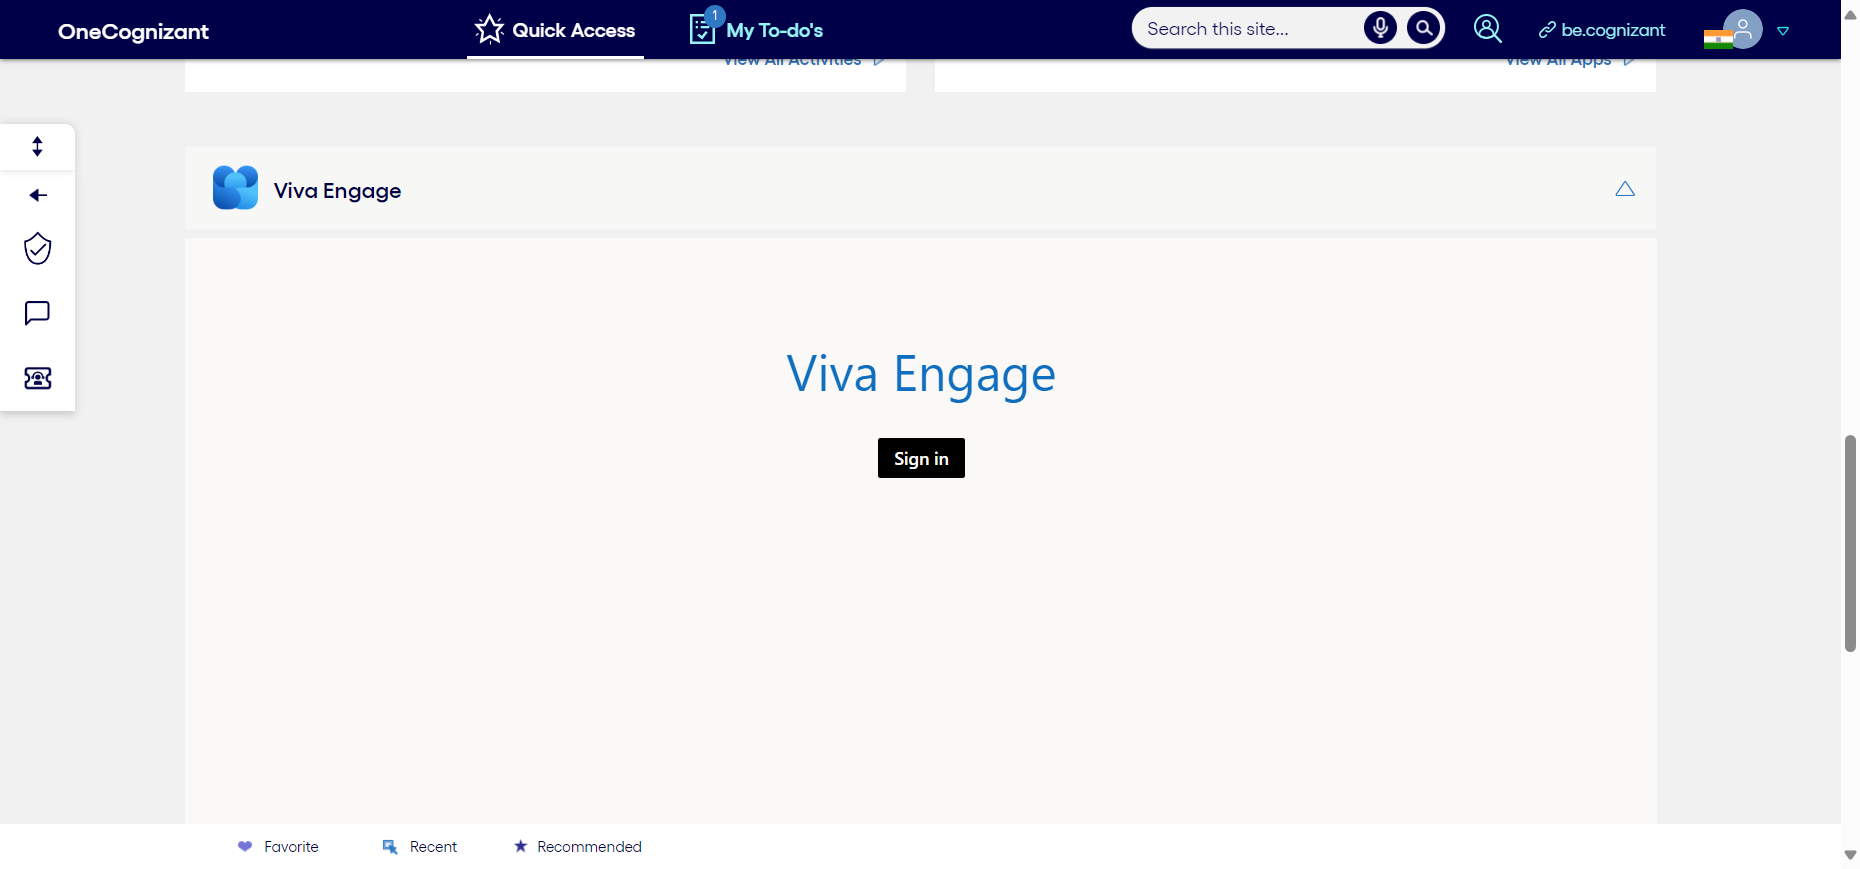 OneCognizant
Quick Access
1
My To-do's
Search this site...
be.cognizant
View All Activities
View All Apps
Viva Engage
Viva Engage
Sign in
Favorite
Recent
Recommended